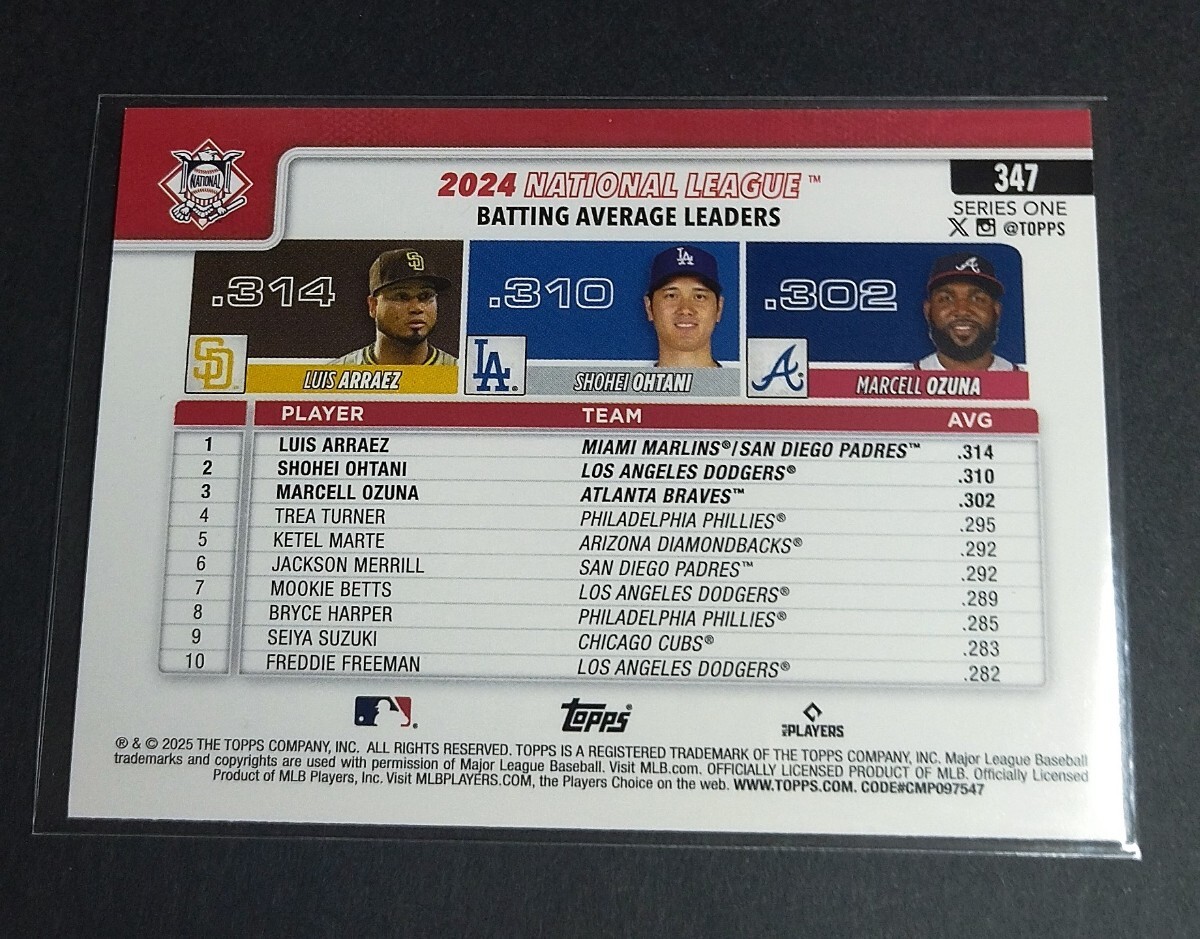 NATIONAL
2024 NATIONAL LEAGUE™
BATTING AVERAGE LEADERS
347
SERIES ONE
X @TOPPS
.314
SD
SD
LUIS ARRAEZ
.310
LA
LA
SHOHEI OHTANI
.302
A
A
MARCELL OZUNA
PLAYER TEAM AVG
1 LUIS ARRAEZ MIAMI MARLINS®/SAN DIEGO PADRES™ .314
2 SHOHEI OHTANI LOS ANGELES DODGERS® .310
3 MARCELL OZUNA ATLANTA BRAVES™ .302
4 TREA TURNER PHILADELPHIA PHILLIES® .295
5 KETEL MARTE ARIZONA DIAMONDBACKS® .292
6 JACKSON MERRILL SAN DIEGO PADRES™ .292
7 MOOKIE BETTS LOS ANGELES DODGERS® .289
8 BRYCE HARPER PHILADELPHIA PHILLIES® .285
9 SEIYA SUZUKI CHICAGO CUBS® .283
10 FREDDIE FREEMAN LOS ANGELES DODGERS® .282
topps®
MLB PLAYERS
® & © 2025 THE TOPPS COMPANY, INC. ALL RIGHTS RESERVED. TOPPS IS A REGISTERED TRADEMARK OF THE TOPPS COMPANY, INC. Major League Baseball
trademarks and copyrights are used with permission of Major League Baseball. Visit MLB.com. OFFICIALLY LICENSED PRODUCT OF MLB. Officially Licensed
Product of MLB Players, Inc. Visit MLBPLAYERS.COM, the Players Choice on the web. WWW.TOPPS.COM. CODE#CMP097547